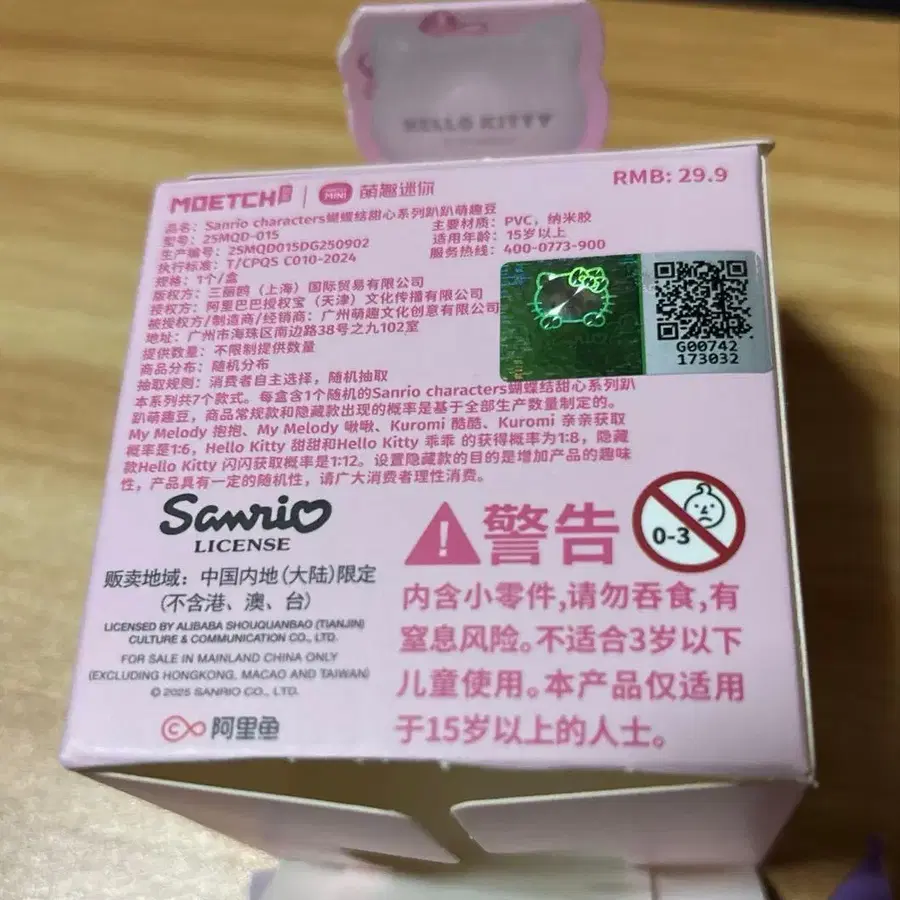 HELLO KITTY
MOETCH
MINI
萌趣迷你
RMB: 29.9
品名：Sanrio characters蝴蝶结甜心系列趴趴萌趣豆
型号：25MQD-015
生产编号：25MQD015DG250902
执行标准：T/CPQS C010-2024
规格：1个/盒
主要材质：PVC，纳米胶
适用年龄：15岁以上
服务热线：400-0773-900
版权方：三丽鸥（上海）国际贸易有限公司
授权方：阿里巴巴授权宝（天津）文化传播有限公司
被授权方/制造商/经销商：广州萌趣文化创意有限公司
地址：广州市海珠区南边路38号之九102室
提供数量：不限制提供数量
商品分布：随机分布
抽取规则：消费者自主选择，随机抽取
本系列共7个款式。每盒含1个随机的Sanrio characters蝴蝶结甜心系列趴
趴萌趣豆，商品常规款和隐藏款出现的概率是基于全部生产数量制定的。
My Melody 抱抱、My Melody 啾啾、Kuromi 酷酷、Kuromi 亲亲获取
概率是1:6，Hello Kitty 甜甜和Hello Kitty 乖乖 的获得概率为1:8，隐藏
款Hello Kitty 闪闪获取概率是1:12。设置隐藏款的目的是增加产品的趣味
性，产品具有一定的随机性，请广大消费者理性消费。
G00742
173032
Sanrio
LICENSE
贩卖地域：中国内地(大陆)限定
(不含港、澳、台)
LICENSED BY ALIBABA SHOUQUANBAO (TIANJIN)
CULTURE & COMMUNICATION CO., LTD.
FOR SALE IN MAINLAND CHINA ONLY
(EXCLUDING HONGKONG, MACAO AND TAIWAN)
© 2025 SANRIO CO., LTD.
阿里鱼
警告
0-3
内含小零件,请勿吞食,有
窒息风险。不适合3岁以下
儿童使用。本产品仅适用
于15岁以上的人士。